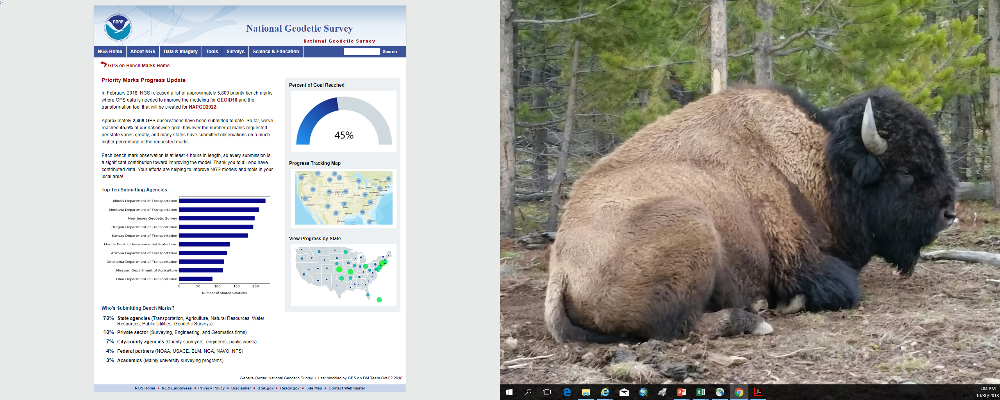 >
NOAA
National Geodetic Survey
National Geodetic Survey
NGS Home About NGS Data & Imagery Tools Surveys Science & Education Search
GPS on Bench Marks Home
Priority Marks Progress Update
In February 2018, NGS released a list of approximately 5,800 priority bench marks
where GPS data is needed to improve the modeling for GEOID18 and the
transformation tool that will be created for NAPGD2022.
Approximately 2,469 GPS observations have been submitted to date. So far, we've
reached 45.5% of our nationwide goal, however the number of marks requested
per state varies greatly, and many states have submitted observations on a much
higher percentage of the requested marks.
Each bench mark observation is at least 4 hours in length, so every submission is
a significant contribution toward improving the model. Thank you to all who have
contributed data. Your efforts are helping to improve NGS models and tools in your
local area!
Top Ten Submitting Agencies
Illinois Department of Transportation
Montana Department of Transportation
New Jersey Geodetic Survey
Oregon Department of Transportation
Kansas Department of Transportation
Florida Dept. of Environmental Protection
Arizona Department of Transportation
Oklahoma Department of Transportation
Missouri Department of Agriculture
Ohio Department of Transportation
0 50 100 150 200
Number of Shared Solutions
Who's Submitting Bench Marks?
73% State agencies (Transportation, Agriculture, Natural Resources, Water
Resources, Public Utilities, Geodetic Surveys)
13% Private sector (Surveying, Engineering, and Geomatics firms)
7% City/county agencies (County surveyors, engineers, public works)
4% Federal partners (NOAA, USACE, BLM, NGA, NAVO, NPS)
3% Academics (Mainly university surveying programs)
Percent of Goal Reached
45%
Progress Tracking Map
UNITED
STATES
View Progress by State
Website Owner: National Geodetic Survey / Last modified by GPS on BM Team Oct 02 2018
NOS Home ▪ NGS Employees ▪ Privacy Policy ▪ Disclaimer ▪ USA.gov ▪ Ready.gov ▪ Site Map ▪ Contact Webmaster
5:04 PM
10/30/2018